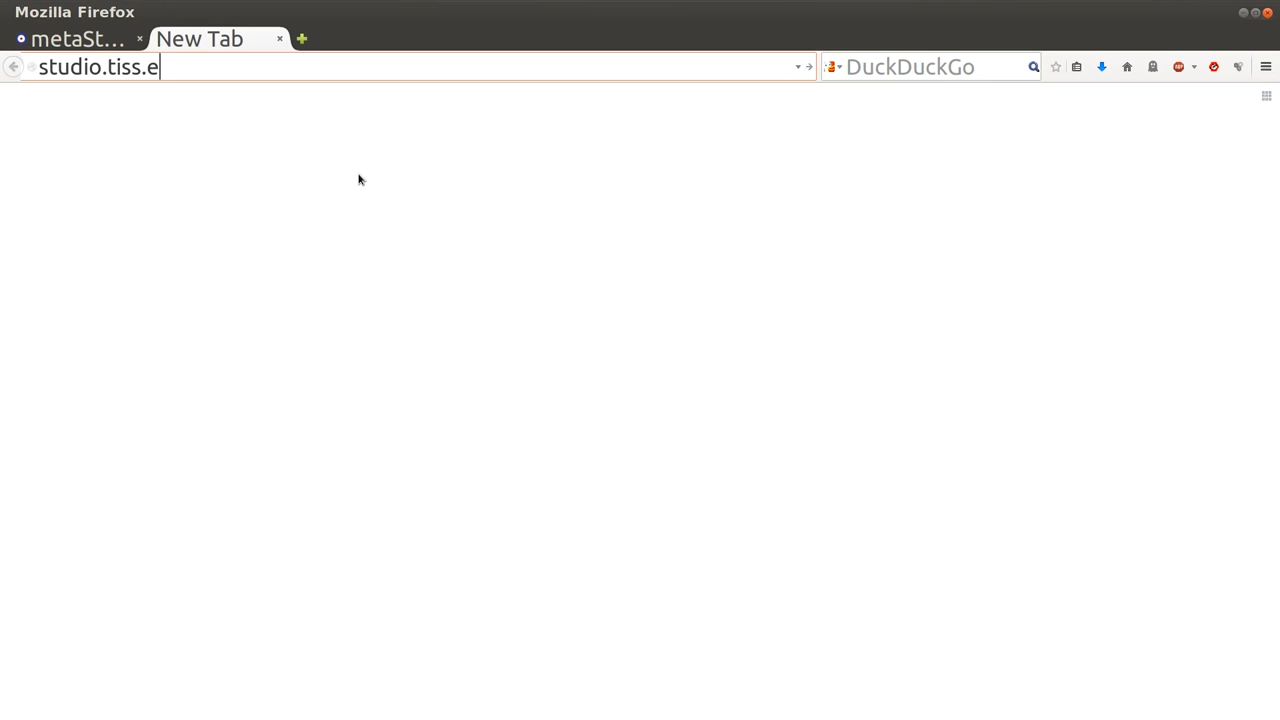 Mozilla Firefox
metaSt...
New Tab
studio.tiss.e
DuckDuckGo